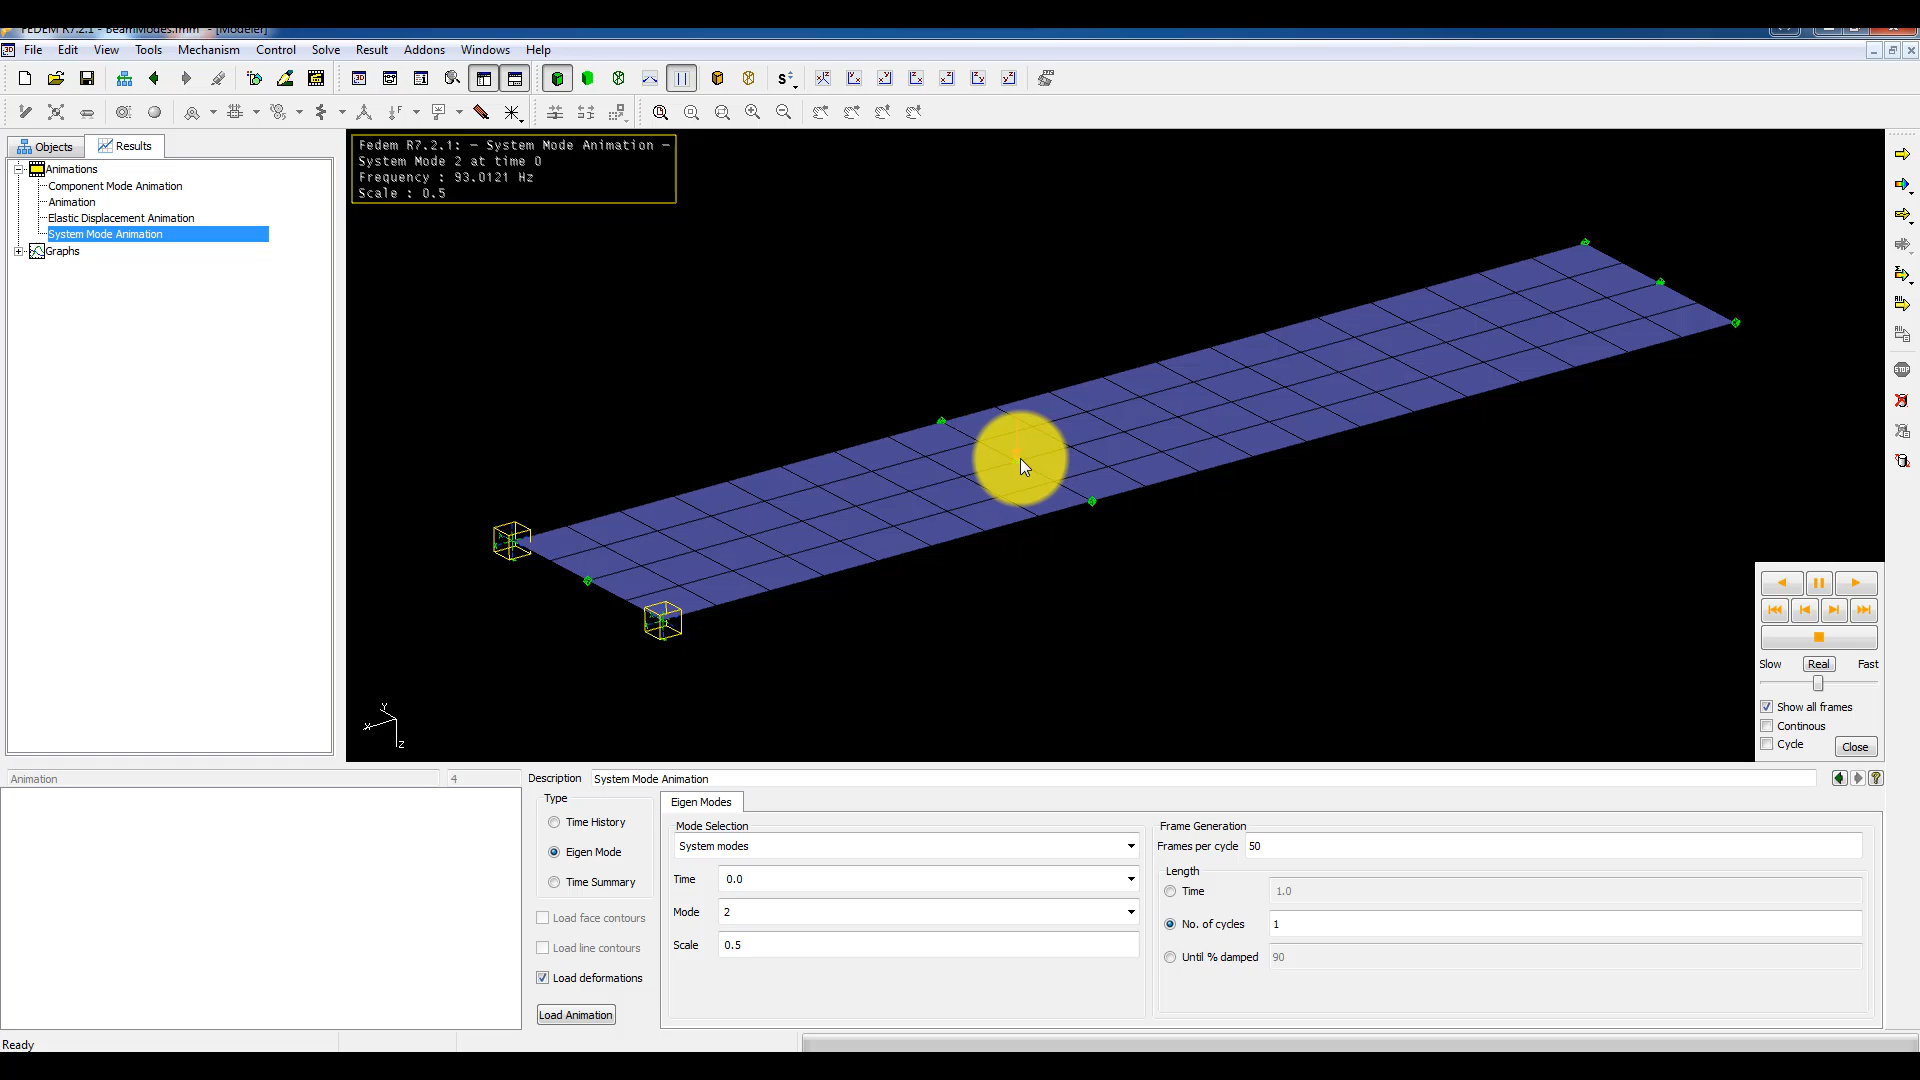 FEDEM R7.2.1 - BeamModes.fmm * - [Modeler]
File Edit View Tools Mechanism Control Solve Result Addons Windows Help
Objects Results
Animations
Component Mode Animation
Animation
Elastic Displacement Animation
System Mode Animation
Graphs
Fedem R7.2.1: - System Mode Animation -
System Mode 2 at time 0
Frequency : 93.0121 Hz
Scale : 0.5
Y
X
Z
STOP
All
Slow Real Fast
Show all frames
Continous
Cycle Close
Animation 4 Description System Mode Animation
Type
Time History
Eigen Mode
Time Summary
Load face contours
Load line contours
Load deformations
Load Animation
Eigen Modes
Mode Selection
System modes
Time 0.0
Mode 2
Scale 0.5
Frame Generation
Frames per cycle 50
Length
Time 1.0
No. of cycles 1
Until % damped 90
Ready